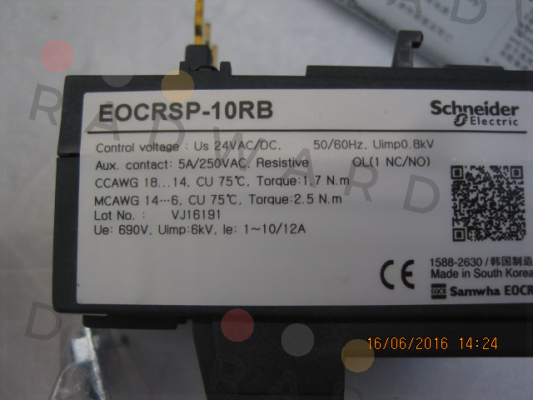 EOCRSP-10RB
Schneider
Electric
Control voltage : Us 24VAC/DC, 50/60Hz, Uimp0.8kV
Aux. contact: 5A/250VAC, Resistive OL(1 NC/NO)
CCAWG 18...14, CU 75℃, Torque:1.7 N.m
MCAWG 14...6, CU 75℃, Torque:2.5 N.m
Lot No. : VJ16191
Ue: 690V, Uimp:6kV, Ie: 1~10/12A
CE
1588-2630 / 韩国制造
Made in South Korea
EOCR Samwha EOCR
16/06/2016 14:24
RADWARD
RADWARD